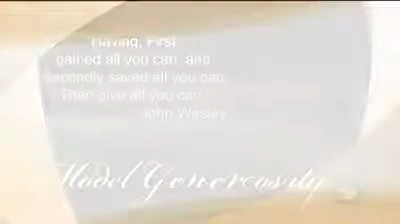 Having, First,
gained all you can, and
Secondly saved all you can,
Then give all you can.
John Wesley
Model Generosity